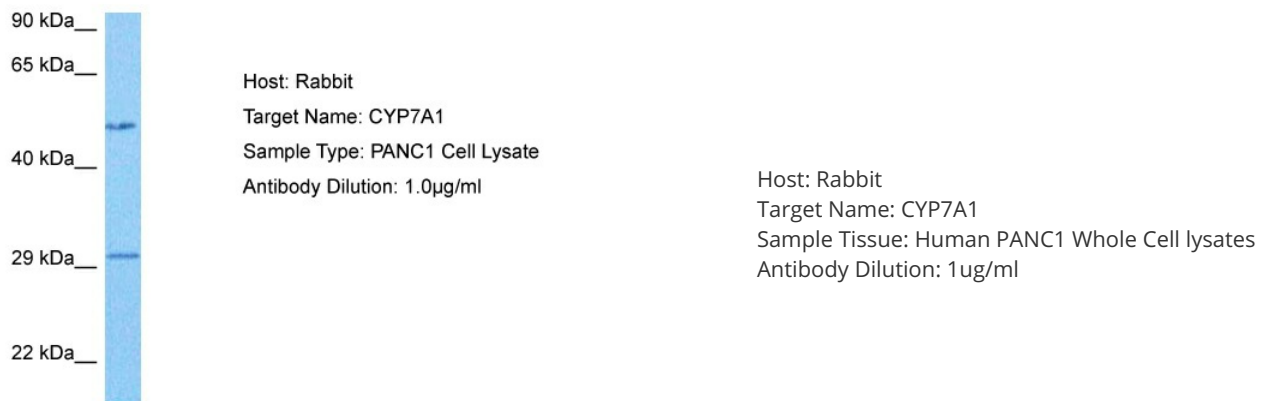 90 kDa__
65 kDa__
40 kDa__
29 kDa__
22 kDa__
Host: Rabbit
Target Name: CYP7A1
Sample Type: PANC1 Cell Lysate
Antibody Dilution: 1.0µg/ml
Host: Rabbit
Target Name: CYP7A1
Sample Tissue: Human PANC1 Whole Cell lysates
Antibody Dilution: 1ug/ml